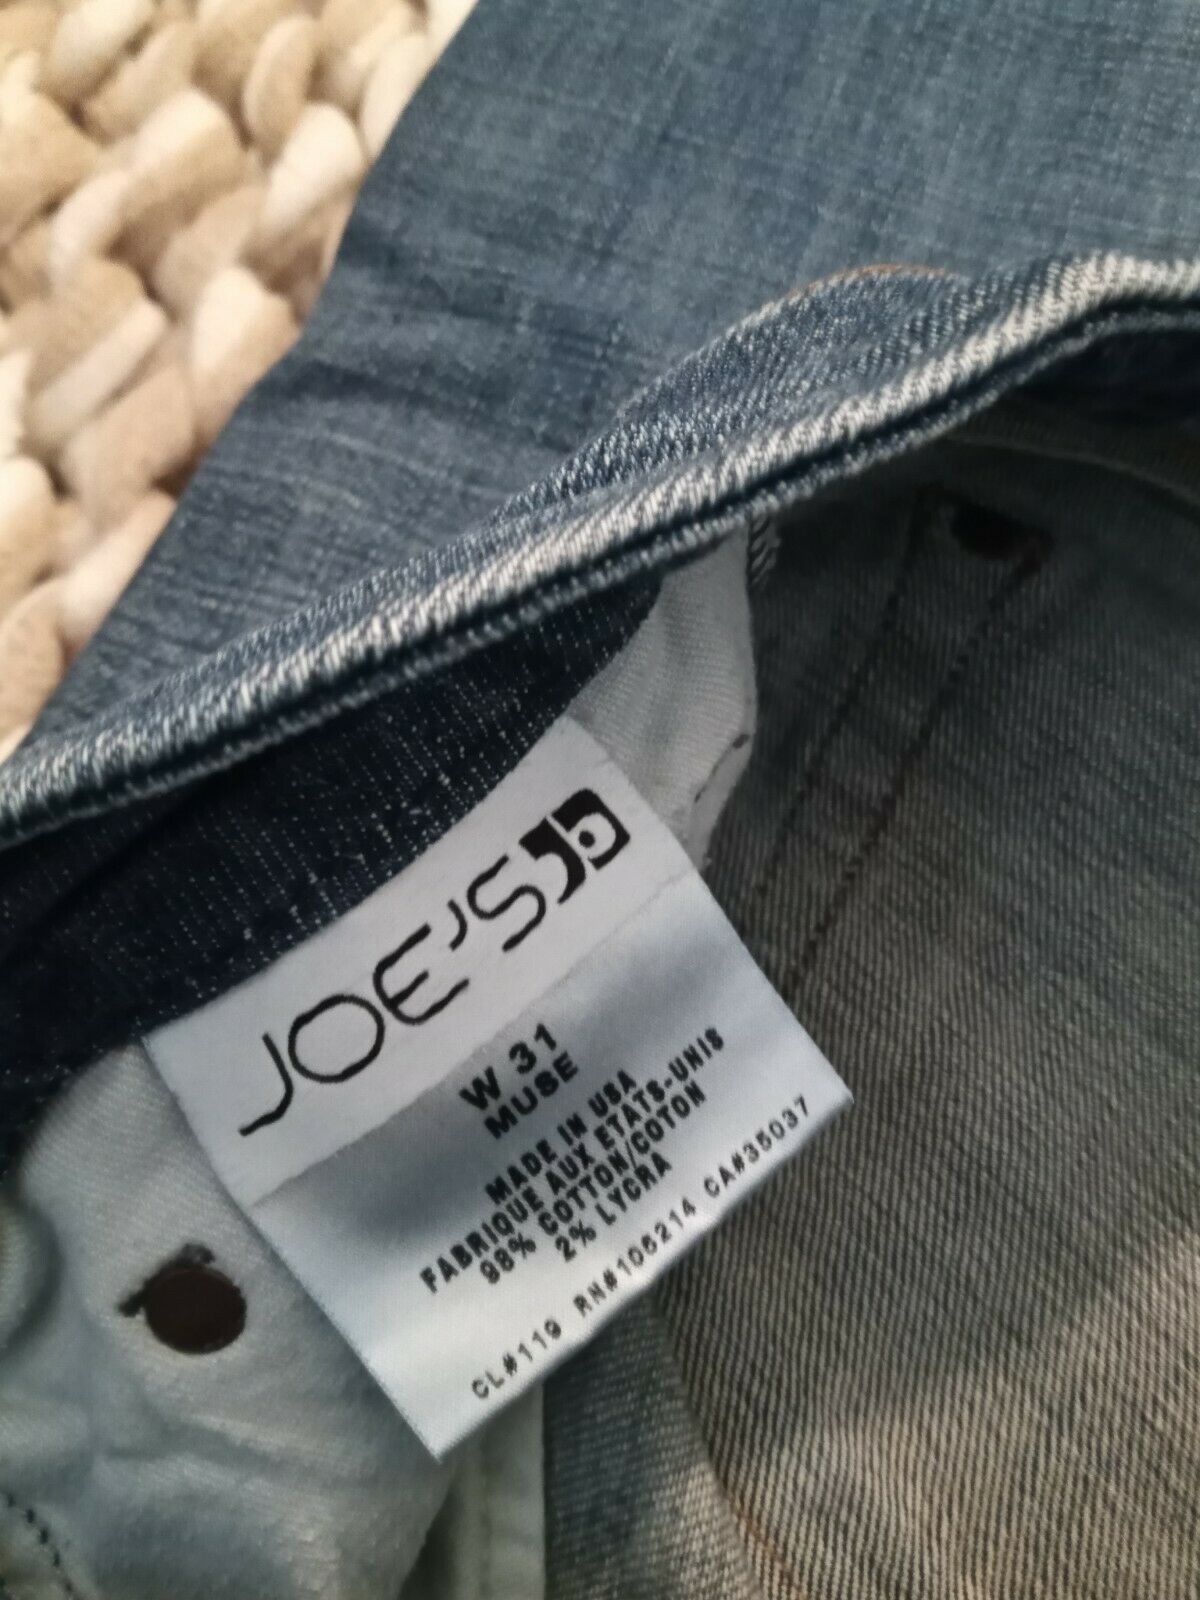 JOE'S
W 31
MUSE
MADE IN USA
FABRIQUE AUX ETATS-UNIS
98% COTTON/COTON
2% LYCRA
CL#119 RN#106214 CA#35037